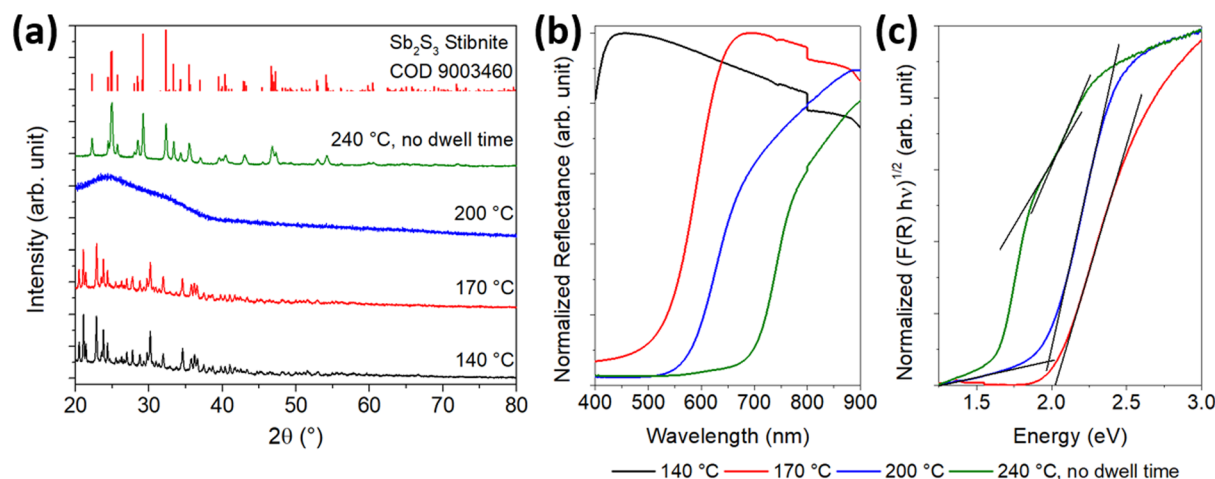 (a)
Intensity (arb. unit)
Sb₂S₃ Stibnite
COD 9003460
240 °C, no dwell time
200 °C
170 °C
140 °C
20 30 40 50 60 70 80
2θ (°)
(b)
Normalized Reflectance (arb. unit)
400 500 600 700 800 900
Wavelength (nm)
(c)
Normalized (F(R) hν)^1/2 (arb. unit)
1.5 2.0 2.5 3.0
Energy (eV)
140 °C 170 °C 200 °C 240 °C, no dwell time